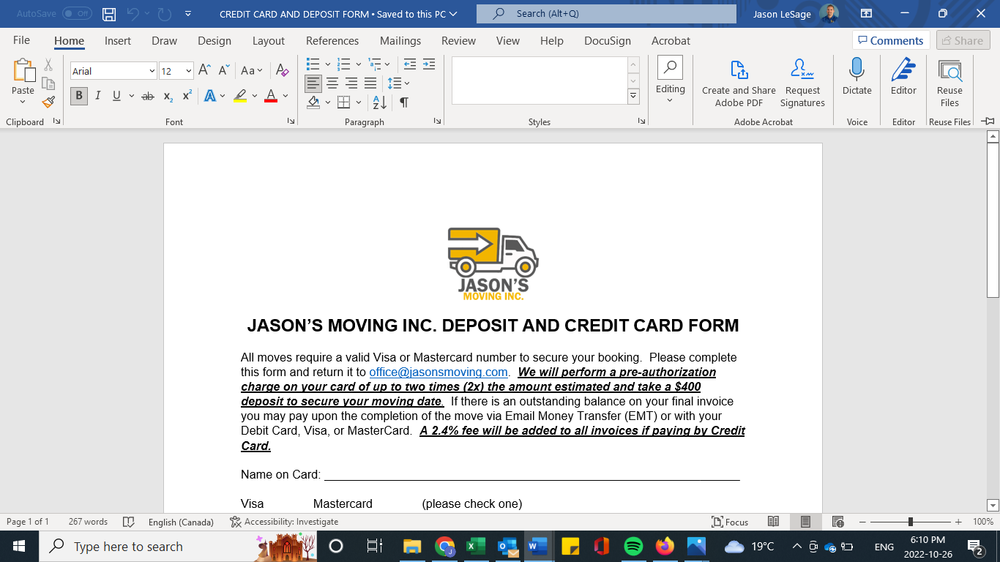 AutoSave Off CREDIT CARD AND DEPOSIT FORM • Saved to this PC Search (Alt+Q) Jason LeSage
File Home Insert Draw Design Layout References Mailings Review View Help DocuSign Acrobat Comments Share
Paste
Clipboard
Arial 12
Aa
B I U ab x₂ x² A A
Font
Paragraph
Styles
Editing
Create and Share Adobe PDF
Request Signatures
Adobe Acrobat
Dictate
Voice
Editor
Editor
Reuse Files
Reuse Files
JASON'S
MOVING INC.
JASON’S MOVING INC. DEPOSIT AND CREDIT CARD FORM
All moves require a valid Visa or Mastercard number to secure your booking.  Please complete
this form and return it to office@jasonsmoving.com.  We will perform a pre-authorization
charge on your card of up to two times (2x) the amount estimated and take a $400
deposit to secure your moving date.  If there is an outstanding balance on your final invoice
you may pay upon the completion of the move via Email Money Transfer (EMT) or with your
Debit Card, Visa, or MasterCard.  A 2.4% fee will be added to all invoices if paying by Credit
Card.
Name on Card: ________________________________________________________________
Visa Mastercard (please check one)
Page 1 of 1 267 words English (Canada) Accessibility: Investigate Focus 100%
Type here to search 19°C ENG 6:10 PM
2022-10-26 2